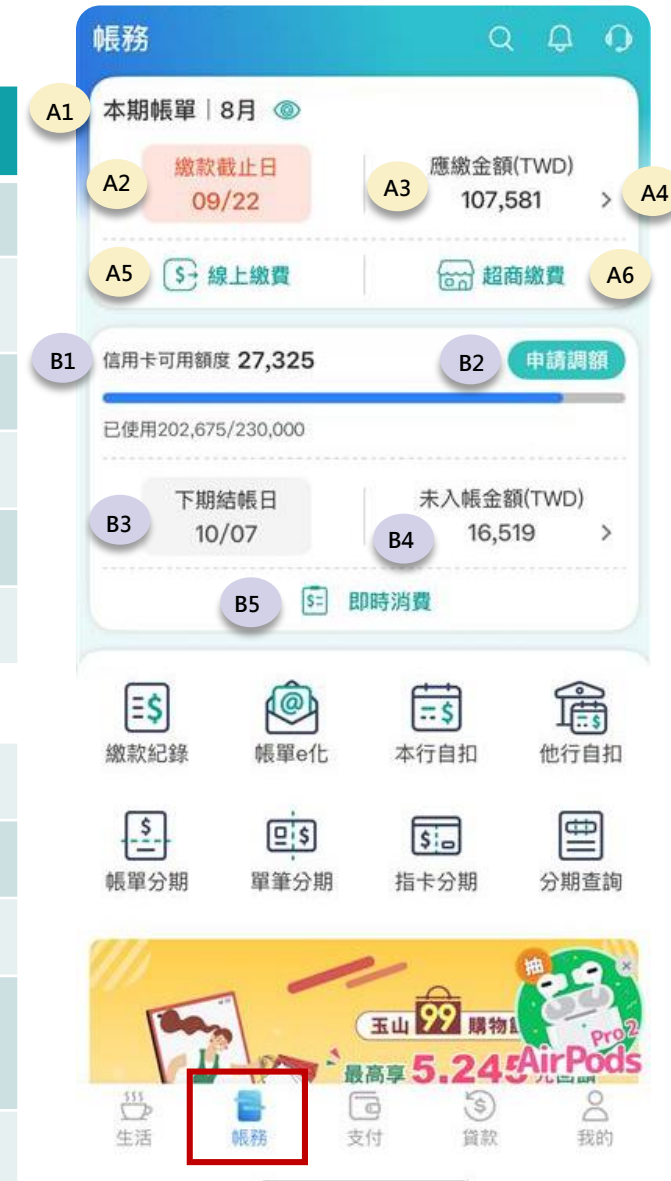 帳務
A1 本期帳單｜8月
A2 繳款截止日 A3 應繳金額(TWD) A4
09/22 107,581 >
A5 線上繳費 超商繳費 A6
B1 信用卡可用額度 27,325 B2 申請調額
已使用202,675/230,000
B3 下期結帳日 B4 未入帳金額(TWD)
10/07 16,519 >
B5 即時消費
繳款紀錄 帳單e化 本行自扣 他行自扣
帳單分期 單筆分期 指卡分期 分期查詢
抽
玉山 99 購物
Pro 2
AirPods
最高享 5.245
生活 帳務 支付 貸款 我的